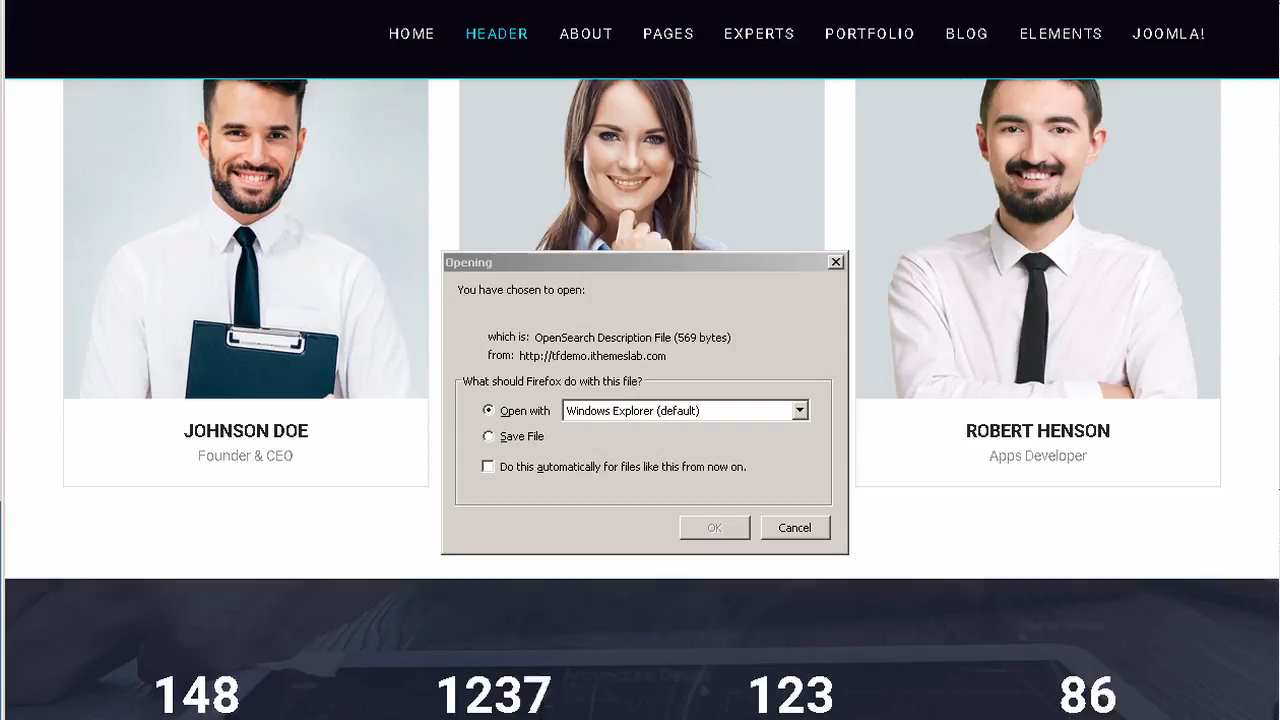 HOME HEADER ABOUT PAGES EXPERTS PORTFOLIO BLOG ELEMENTS JOOMLA!
Opening
You have chosen to open:
which is: OpenSearch Description File (569 bytes)
from: http://tfdemo.ithemeslab.com
What should Firefox do with this file?
Open with Windows Explorer (default)
Save File
Do this automatically for files like this from now on.
OK Cancel
JOHNSON DOE
Founder & CEO
ROBERT HENSON
Apps Developer
148 1237 123 86